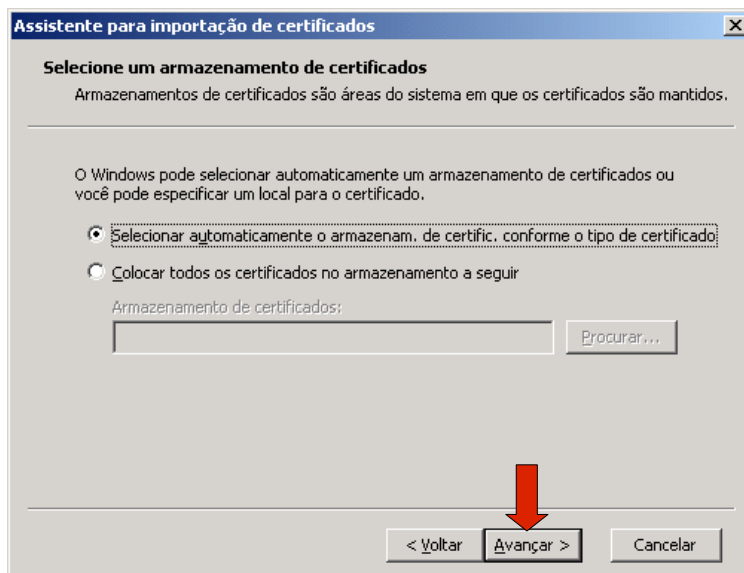 Assistente para importação de certificados
Selecione um armazenamento de certificados
Armazenamentos de certificados são áreas do sistema em que os certificados são mantidos.
O Windows pode selecionar automaticamente um armazenamento de certificados ou
você pode especificar um local para o certificado.
Selecionar automaticamente o armazenam. de certific. conforme o tipo de certificado
Colocar todos os certificados no armazenamento a seguir
Armazenamento de certificados:
Procurar...
< Voltar Avançar > Cancelar